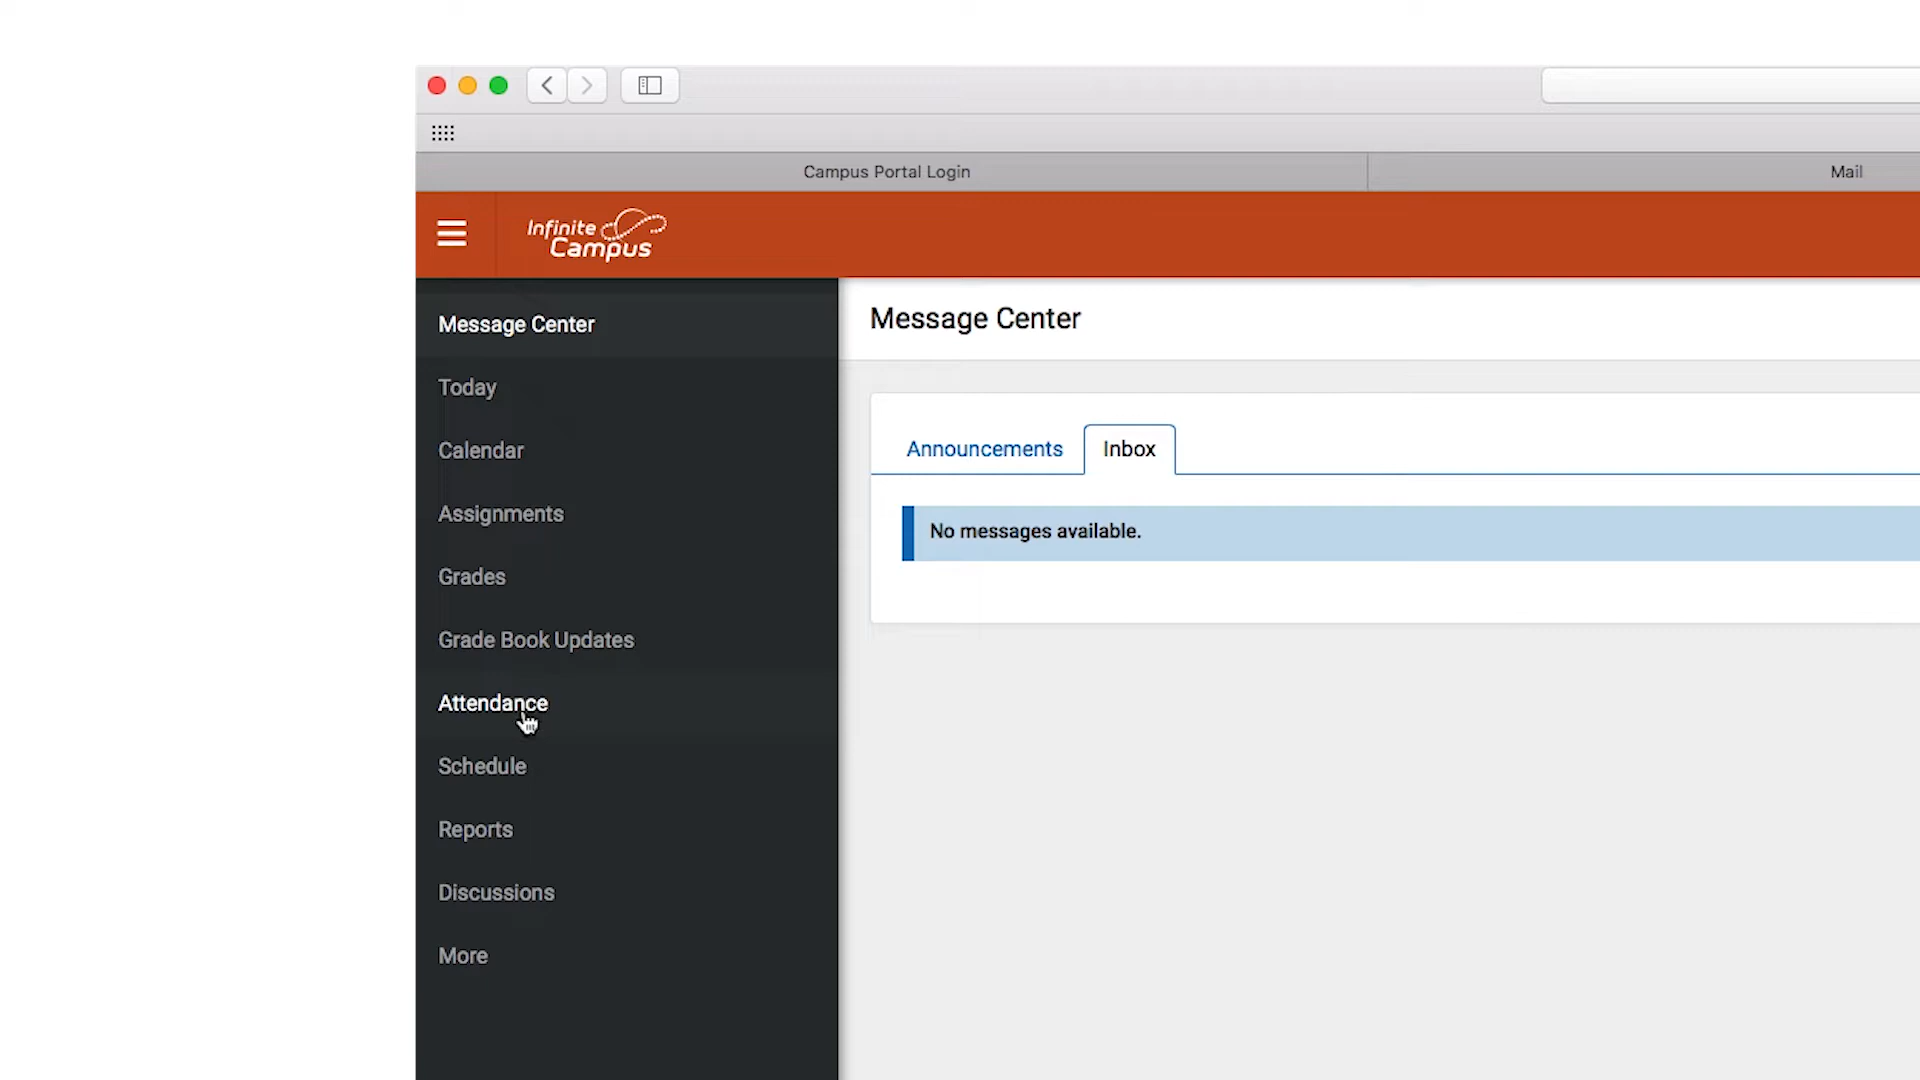 Campus Portal Login
Mail
Infinite
Campus
Message Center
Today
Calendar
Assignments
Grades
Grade Book Updates
Attendance
Schedule
Reports
Discussions
More
Message Center
Announcements
Inbox
No messages available.